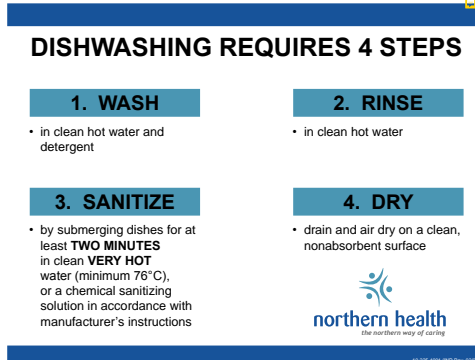 DISHWASHING REQUIRES 4 STEPS
1. WASH
• in clean hot water and
detergent
2. RINSE
• in clean hot water
3. SANITIZE
• by submerging dishes for at
least TWO MINUTES
in clean VERY HOT
water (minimum 76°C),
or a chemical sanitizing
solution in accordance with
manufacturer's instructions
4. DRY
• drain and air dry on a clean,
nonabsorbent surface
northern health
the northern way of caring